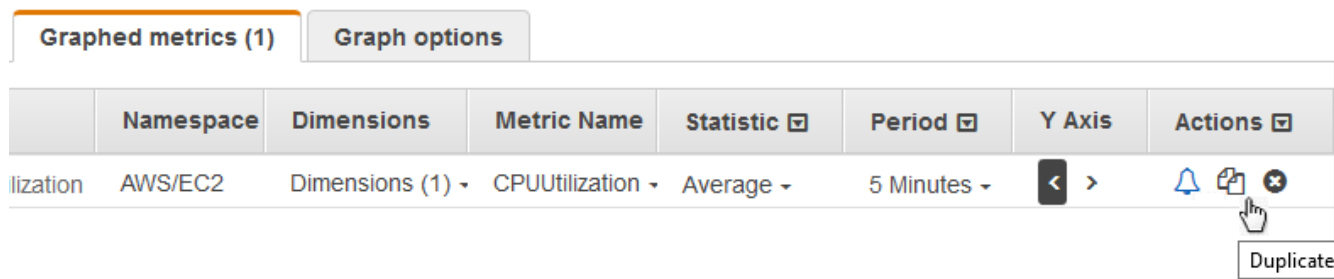 Graphed metrics (1) Graph options
Namespace Dimensions Metric Name Statistic Period Y Axis Actions
ilization AWS/EC2 Dimensions (1) CPUUtilization Average 5 Minutes < >
Duplicate